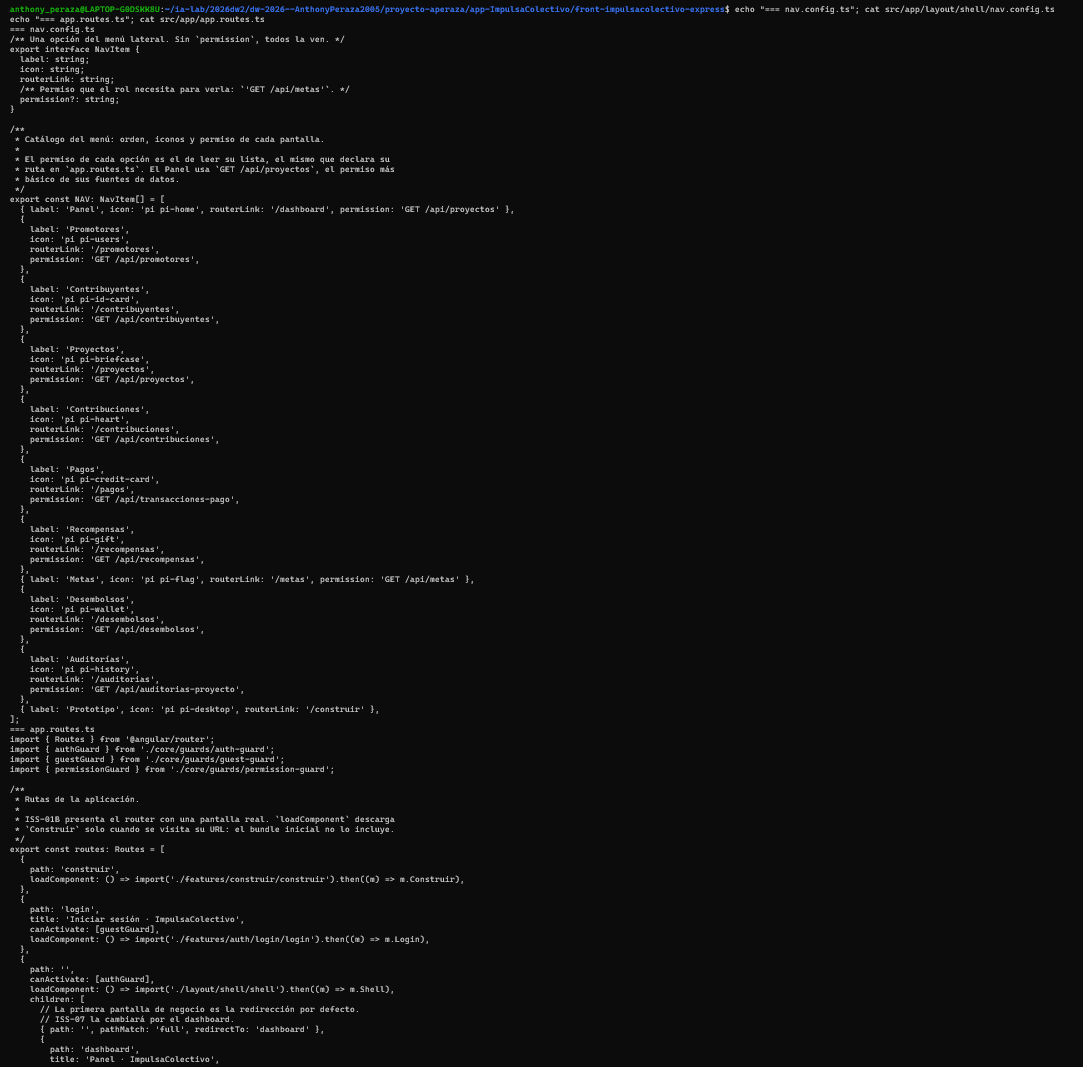 anthony_peraza@LAPTOP-G0DSKK8U:~/ia-lab/2026dw2/dw-2026--AnthonyPeraza2005/proyecto-aperaza/app-ImpulsaColectivo/front-impulsacolectivo-express$ echo "=== nav.config.ts"; cat src/app/layout/shell/nav.config.ts
echo "=== app.routes.ts"; cat src/app/app.routes.ts
=== nav.config.ts
/** Una opción del menú lateral. Sin `permission`, todos la ven. */
export interface NavItem {
  label: string;
  icon: string;
  routerLink: string;
  /** Permiso que el rol necesita para verla: `'GET /api/metas'`. */
  permission?: string;
}

/**
 * Catálogo del menú: orden, iconos y permiso de cada pantalla.
 *
 * El permiso de cada opción es el de leer su lista, el mismo que declara su
 * ruta en `app.routes.ts`. El Panel usa `GET /api/proyectos`, el permiso más
 * básico de sus fuentes de datos.
 */
export const NAV: NavItem[] = [
  { label: 'Panel', icon: 'pi pi-home', routerLink: '/dashboard', permission: 'GET /api/proyectos' },
  {
    label: 'Promotores',
    icon: 'pi pi-users',
    routerLink: '/promotores',
    permission: 'GET /api/promotores',
  },
  {
    label: 'Contribuyentes',
    icon: 'pi pi-id-card',
    routerLink: '/contribuyentes',
    permission: 'GET /api/contribuyentes',
  },
  {
    label: 'Proyectos',
    icon: 'pi pi-briefcase',
    routerLink: '/proyectos',
    permission: 'GET /api/proyectos',
  },
  {
    label: 'Contribuciones',
    icon: 'pi pi-heart',
    routerLink: '/contribuciones',
    permission: 'GET /api/contribuciones',
  },
  {
    label: 'Pagos',
    icon: 'pi pi-credit-card',
    routerLink: '/pagos',
    permission: 'GET /api/transacciones-pago',
  },
  {
    label: 'Recompensas',
    icon: 'pi pi-gift',
    routerLink: '/recompensas',
    permission: 'GET /api/recompensas',
  },
  { label: 'Metas', icon: 'pi pi-flag', routerLink: '/metas', permission: 'GET /api/metas' },
  {
    label: 'Desembolsos',
    icon: 'pi pi-wallet',
    routerLink: '/desembolsos',
    permission: 'GET /api/desembolsos',
  },
  {
    label: 'Auditorías',
    icon: 'pi pi-history',
    routerLink: '/auditorias',
    permission: 'GET /api/auditorias-proyecto',
  },
  { label: 'Prototipo', icon: 'pi pi-desktop', routerLink: '/construir' },
];
=== app.routes.ts
import { Routes } from '@angular/router';
import { authGuard } from './core/guards/auth-guard';
import { guestGuard } from './core/guards/guest-guard';
import { permissionGuard } from './core/guards/permission-guard';

/**
 * Rutas de la aplicación.
 *
 * ISS-01B presenta el router con una pantalla real. `loadComponent` descarga
 * `Construir` solo cuando se visita su URL: el bundle inicial no lo incluye.
 */
export const routes: Routes = [
  {
    path: 'construir',
    loadComponent: () => import('./features/construir/construir').then((m) => m.Construir),
  },
  {
    path: 'login',
    title: 'Iniciar sesión · ImpulsaColectivo',
    canActivate: [guestGuard],
    loadComponent: () => import('./features/auth/login/login').then((m) => m.Login),
  },
  {
    path: '',
    canActivate: [authGuard],
    loadComponent: () => import('./layout/shell/shell').then((m) => m.Shell),
    children: [
      // La primera pantalla de negocio es la redirección por defecto.
      // ISS-07 la cambiará por el dashboard.
      { path: '', pathMatch: 'full', redirectTo: 'dashboard' },
      {
        path: 'dashboard',
        title: 'Panel · ImpulsaColectivo',